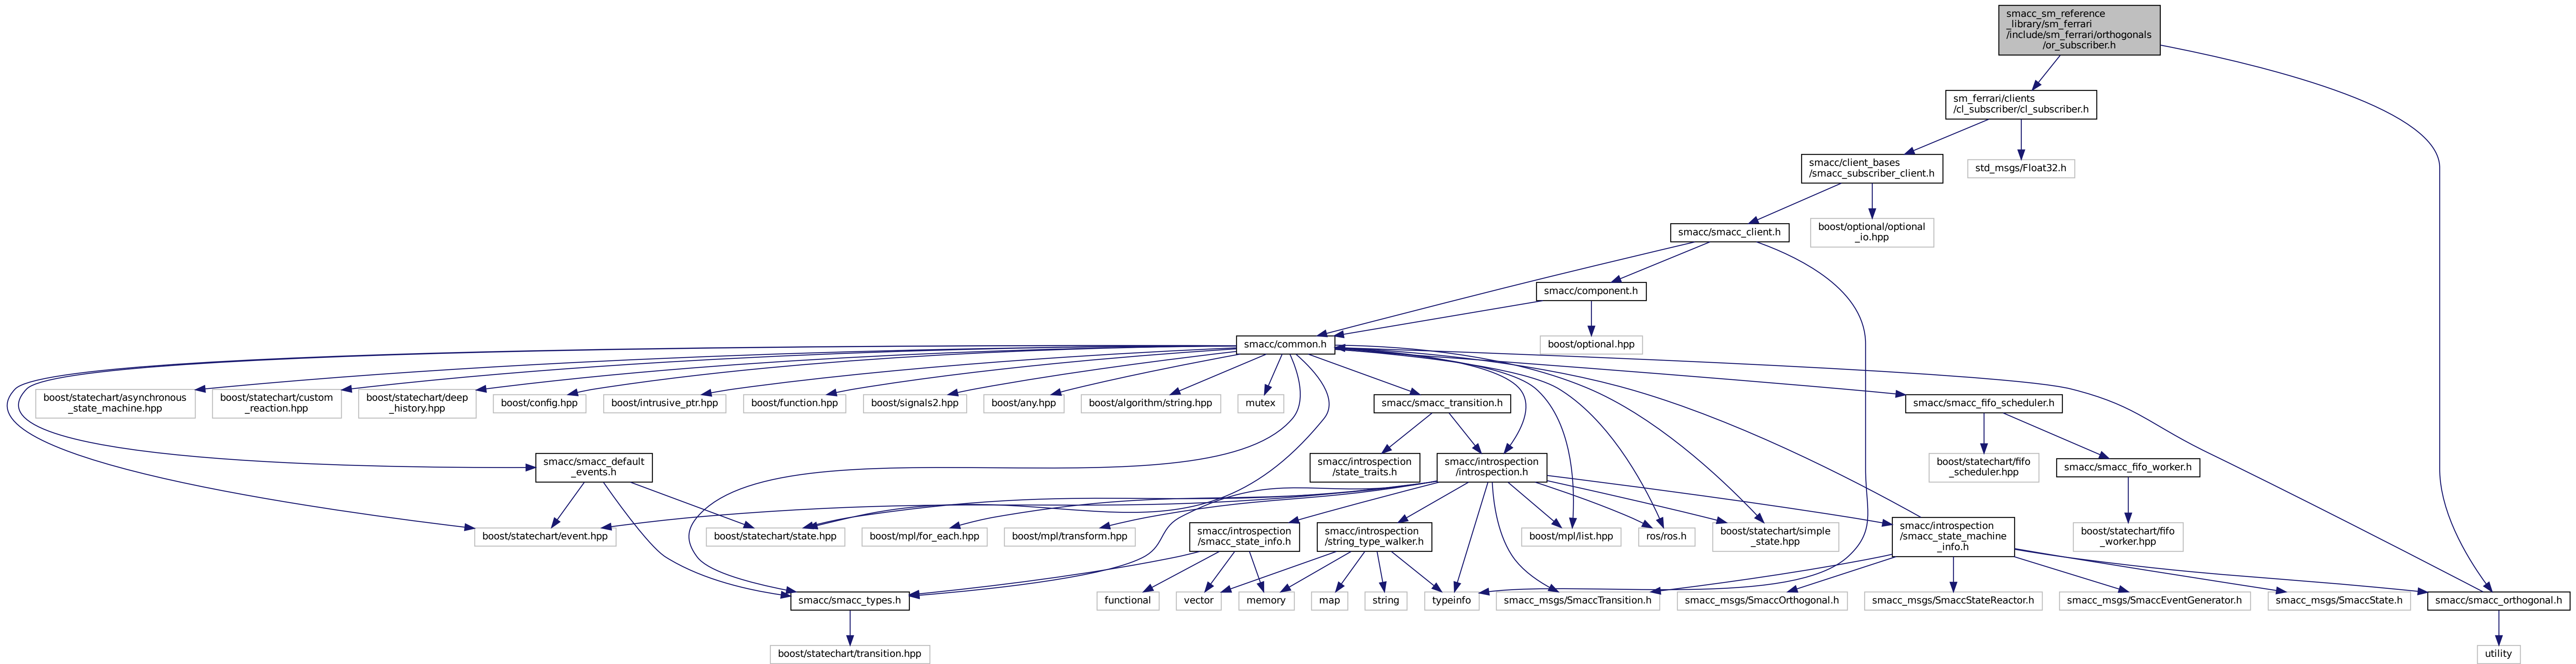 smacc_sm_reference
_library/sm_ferrari
/include/sm_ferrari/orthogonals
/or_subscriber.h
sm_ferrari/clients
/cl_subscriber/cl_subscriber.h
smacc/client_bases
/smacc_subscriber_client.h
std_msgs/Float32.h
smacc/smacc_client.h
boost/optional/optional
_io.hpp
smacc/component.h
smacc/common.h
boost/optional.hpp
boost/statechart/asynchronous
_state_machine.hpp
boost/statechart/custom
_reaction.hpp
boost/statechart/deep
_history.hpp
boost/config.hpp
boost/intrusive_ptr.hpp
boost/function.hpp
boost/signals2.hpp
boost/any.hpp
boost/algorithm/string.hpp
mutex
smacc/smacc_transition.h
smacc/smacc_fifo_scheduler.h
smacc/smacc_default
_events.h
smacc/introspection
/state_traits.h
smacc/introspection
/introspection.h
boost/statechart/fifo
_scheduler.hpp
smacc/smacc_fifo_worker.h
boost/statechart/event.hpp
boost/statechart/state.hpp
boost/mpl/for_each.hpp
boost/mpl/transform.hpp
smacc/introspection
/smacc_state_info.h
smacc/introspection
/string_type_walker.h
boost/mpl/list.hpp
ros/ros.h
boost/statechart/simple
_state.hpp
smacc/introspection
/smacc_state_machine
_info.h
boost/statechart/fifo
_worker.hpp
smacc/smacc_types.h
functional
vector
memory
map
string
typeinfo
smacc_msgs/SmaccTransition.h
smacc_msgs/SmaccOrthogonal.h
smacc_msgs/SmaccStateReactor.h
smacc_msgs/SmaccEventGenerator.h
smacc_msgs/SmaccState.h
smacc/smacc_orthogonal.h
boost/statechart/transition.hpp
utility